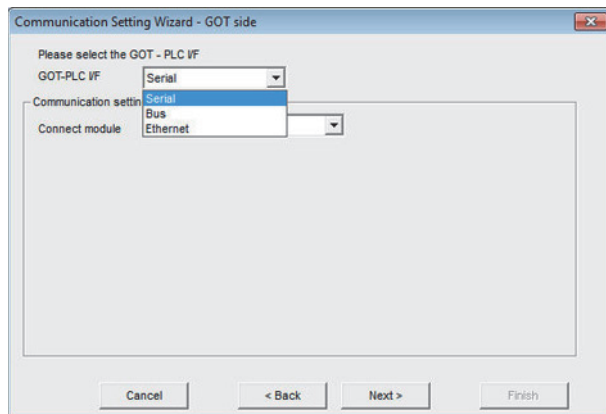 Communication Setting Wizard - GOT side
Please select the GOT - PLC I/F
GOT-PLC I/F
Serial
Serial
Communication settin
Bus
Connect module
Ethernet
Cancel
< Back
Next >
Finish